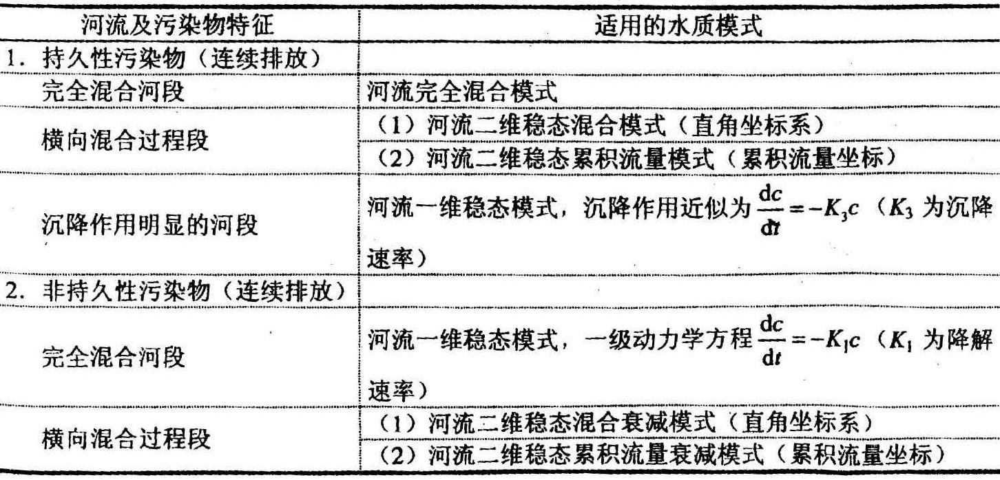 河流及污染物特征 适用的水质模式
1. 持久性污染物（连续排放）
完全混合河段 河流完全混合模式
横向混合过程段
（1）河流二维稳态混合模式（直角坐标系）
（2）河流二维稳态累积流量模式（累积流量坐标）
沉降作用明显的河段
河流一维稳态模式，沉降作用近似为 dc/dt = −K₃c （K₃ 为沉降
速率）
2. 非持久性污染物（连续排放）
完全混合河段
河流一维稳态模式，一级动力学方程 dc/dt = −K₁c （K₁ 为降解
速率）
横向混合过程段
（1）河流二维稳态混合衰减模式（直角坐标系）
（2）河流二维稳态累积流量衰减模式（累积流量坐标）